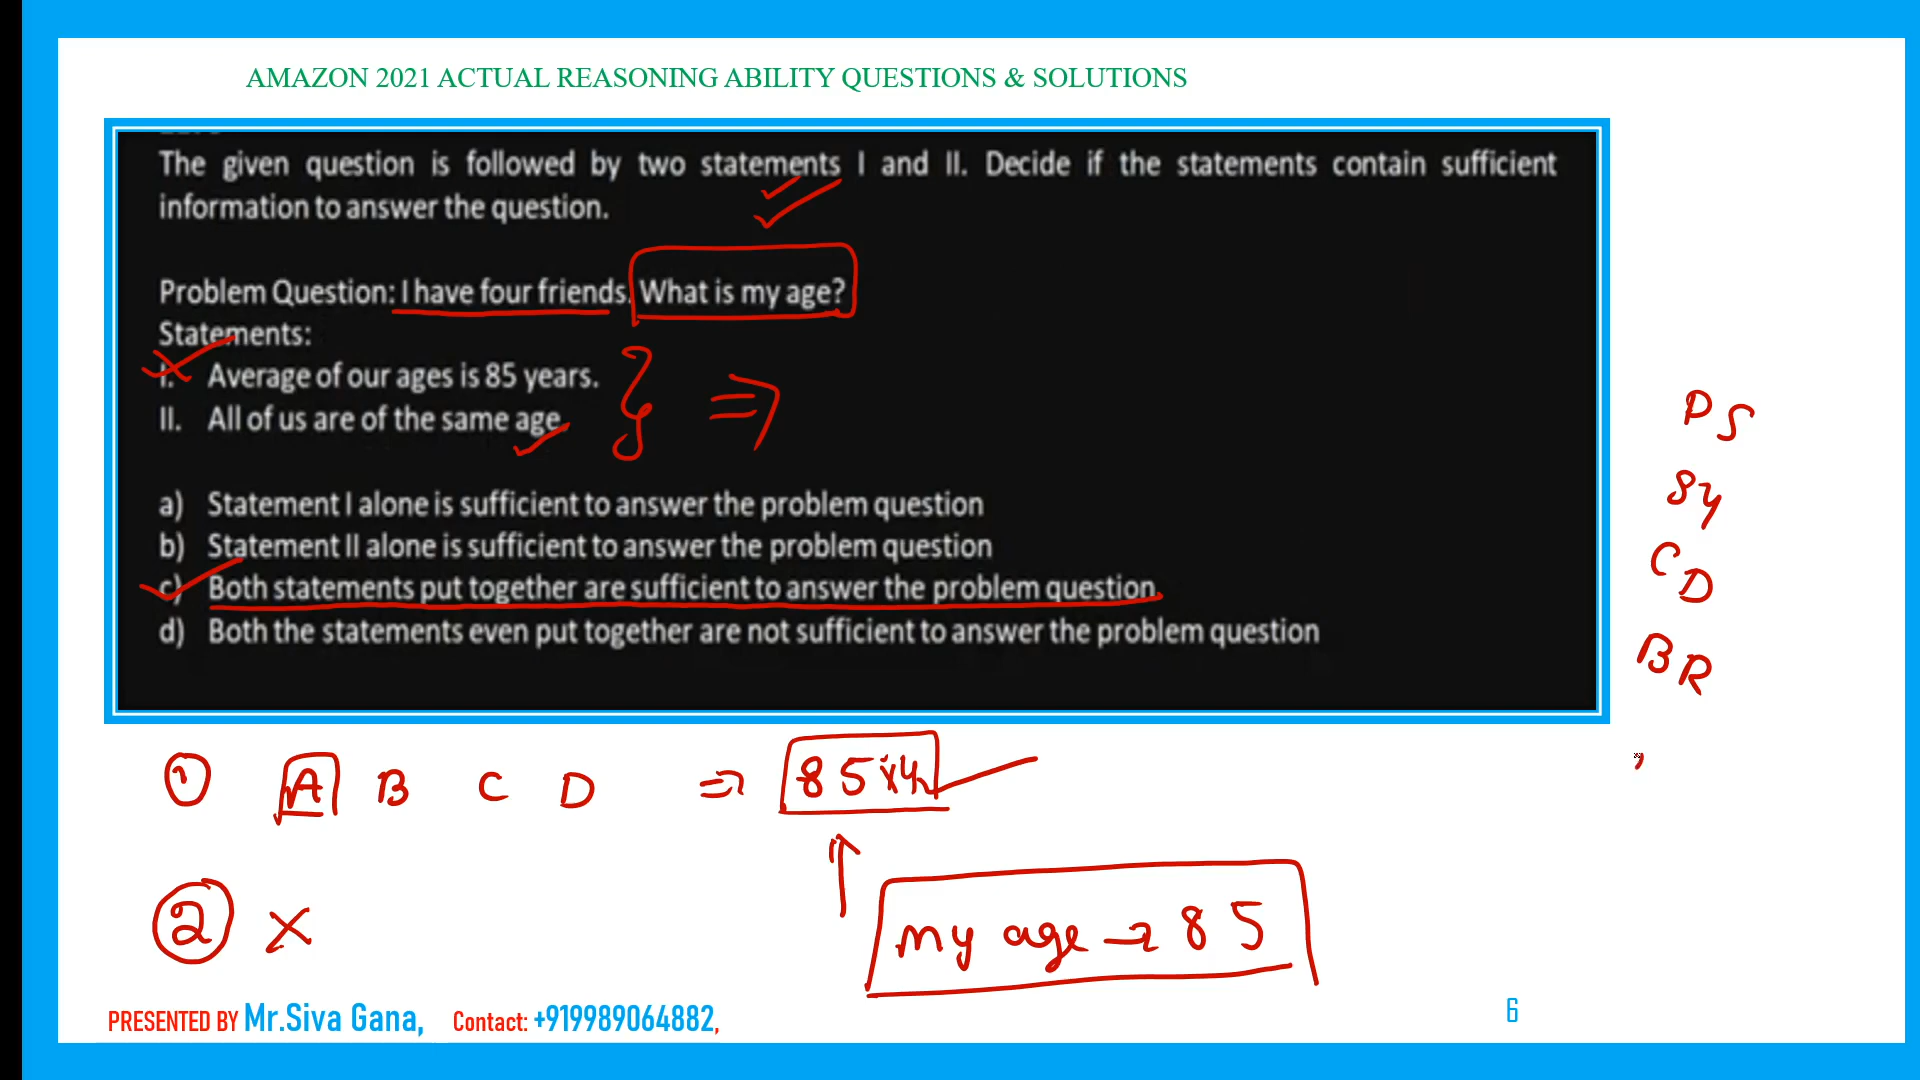 AMAZON 2021 ACTUAL REASONING ABILITY QUESTIONS & SOLUTIONS
The given question is followed by two statements I and II. Decide if the statements contain sufficient
information to answer the question.
Problem Question: I have four friends. What is my age?
Statements:
I. Average of our ages is 85 years.
II. All of us are of the same age.
a) Statement I alone is sufficient to answer the problem question
b) Statement II alone is sufficient to answer the problem question
c) Both statements put together are sufficient to answer the problem question.
d) Both the statements even put together are not sufficient to answer the problem question
PS
SY
CD
BR
1 A B C D ⇒ 85x4
2 X
my age → 85
PRESENTED BY Mr.Siva Gana, Contact: +919989064882,
6